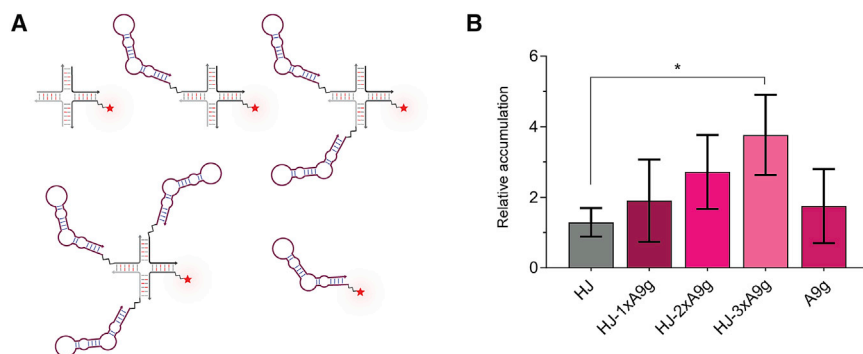 A
B
*
6
4
2
0
Relative accumulation
HJ
HJ-1xA9g
HJ-2xA9g
HJ-3xA9g
A9g